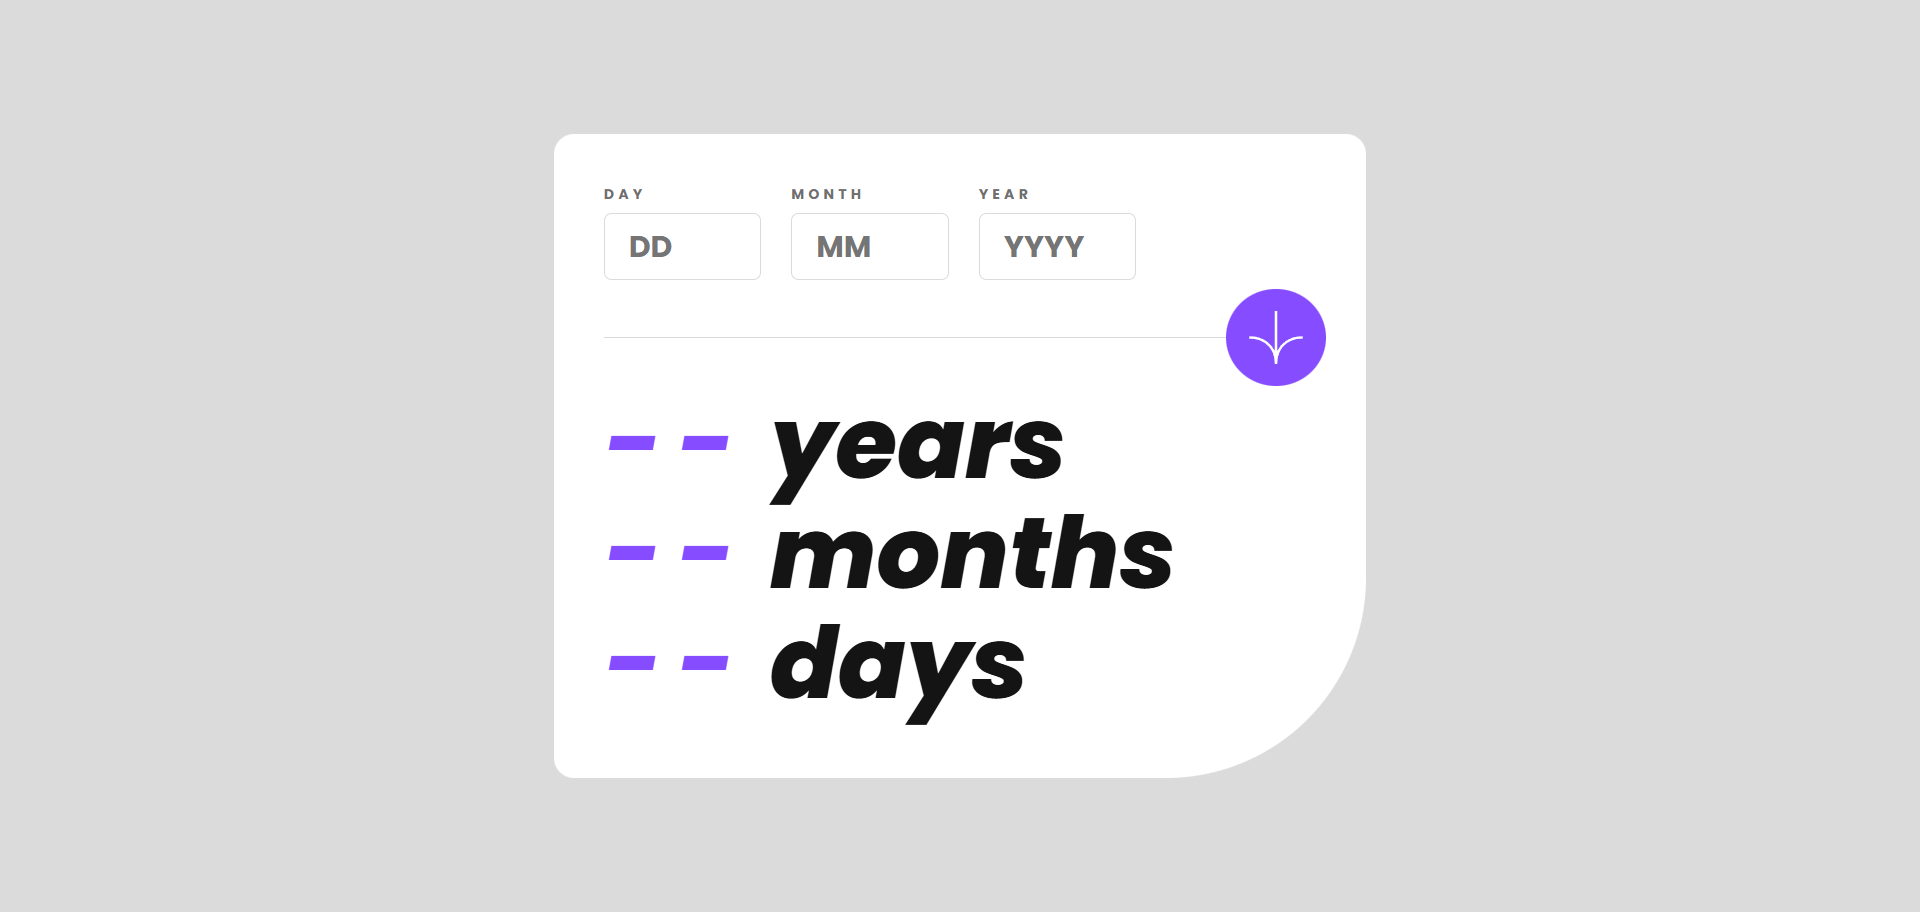 DAY MONTH YEAR
DD MM YYYY
-- years
-- months
-- days